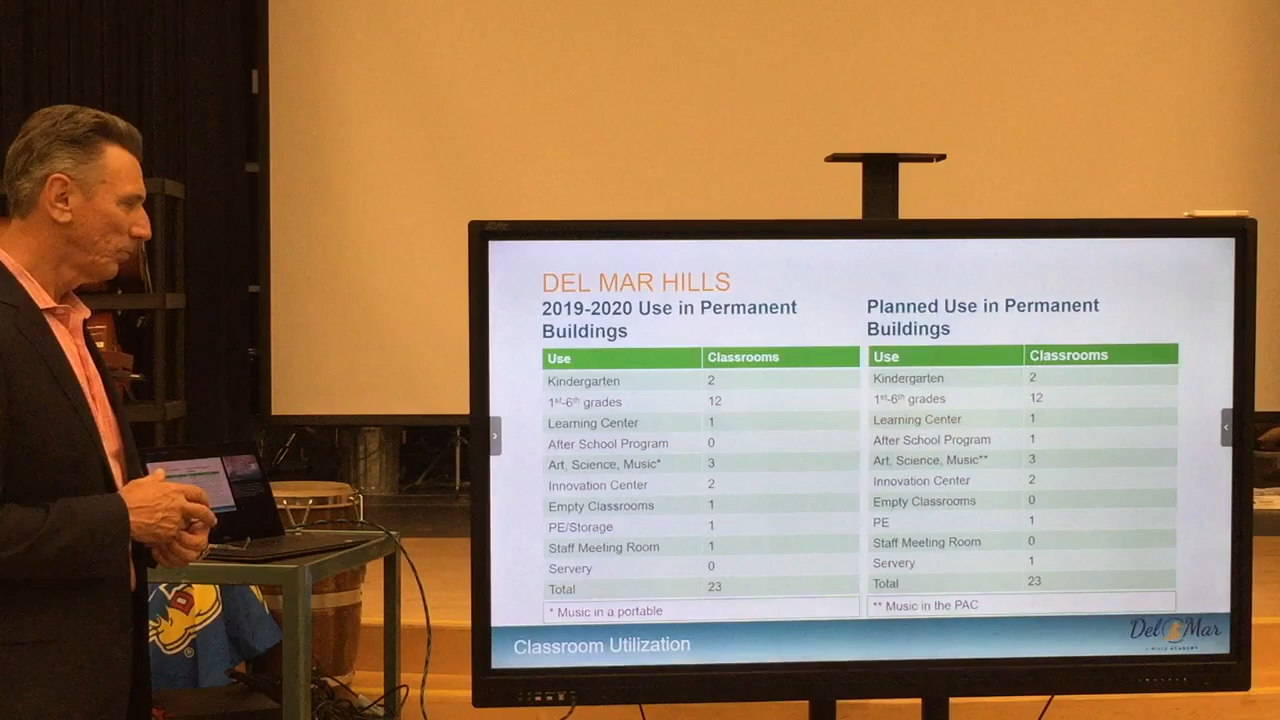 DEL MAR HILLS
2019-2020 Use in Permanent
Buildings
Use Classrooms
Kindergarten 2
1st-6th grades 12
Learning Center 1
After School Program 0
Art, Science, Music* 3
Innovation Center 2
Empty Classrooms 1
PE/Storage 1
Staff Meeting Room 1
Servery 0
Total 23
* Music in a portable
Planned Use in Permanent
Buildings
Use Classrooms
Kindergarten 2
1st-6th grades 12
Learning Center 1
After School Program 1
Art, Science, Music** 3
Innovation Center 2
Empty Classrooms 0
PE 1
Staff Meeting Room 0
Servery 1
Total 23
** Music in the PAC
Classroom Utilization
Del Mar
D
®